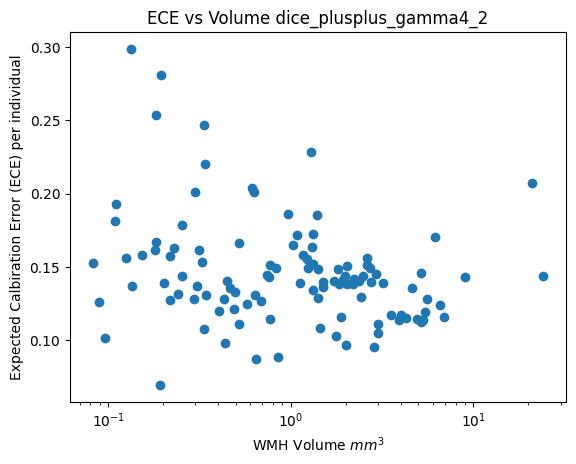 ECE vs Volume dice_plusplus_gamma4_2
Expected Calbiration Error (ECE) per individual
0.30
0.25
0.20
0.15
0.10
10⁻¹
10⁰
10¹
WMH Volume mm³